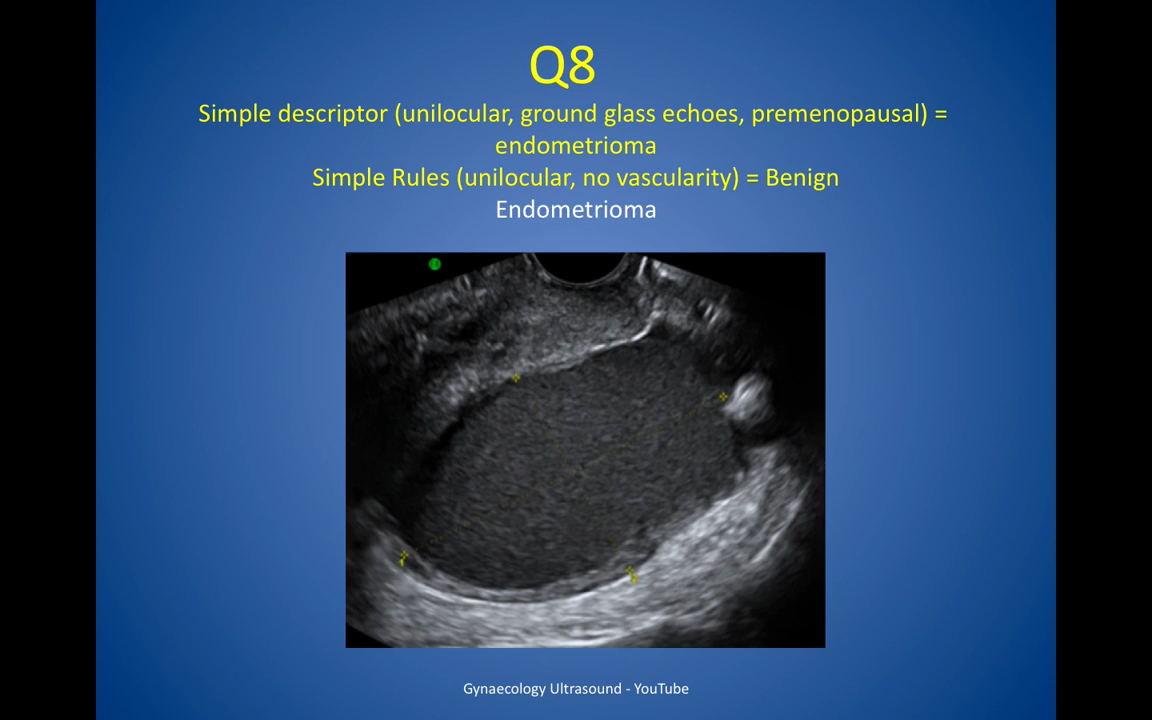 Q8
Simple descriptor (unilocular, ground glass echoes, premenopausal) =
endometrioma
Simple Rules (unilocular, no vascularity) = Benign
Endometrioma
Gynaecology Ultrasound - YouTube